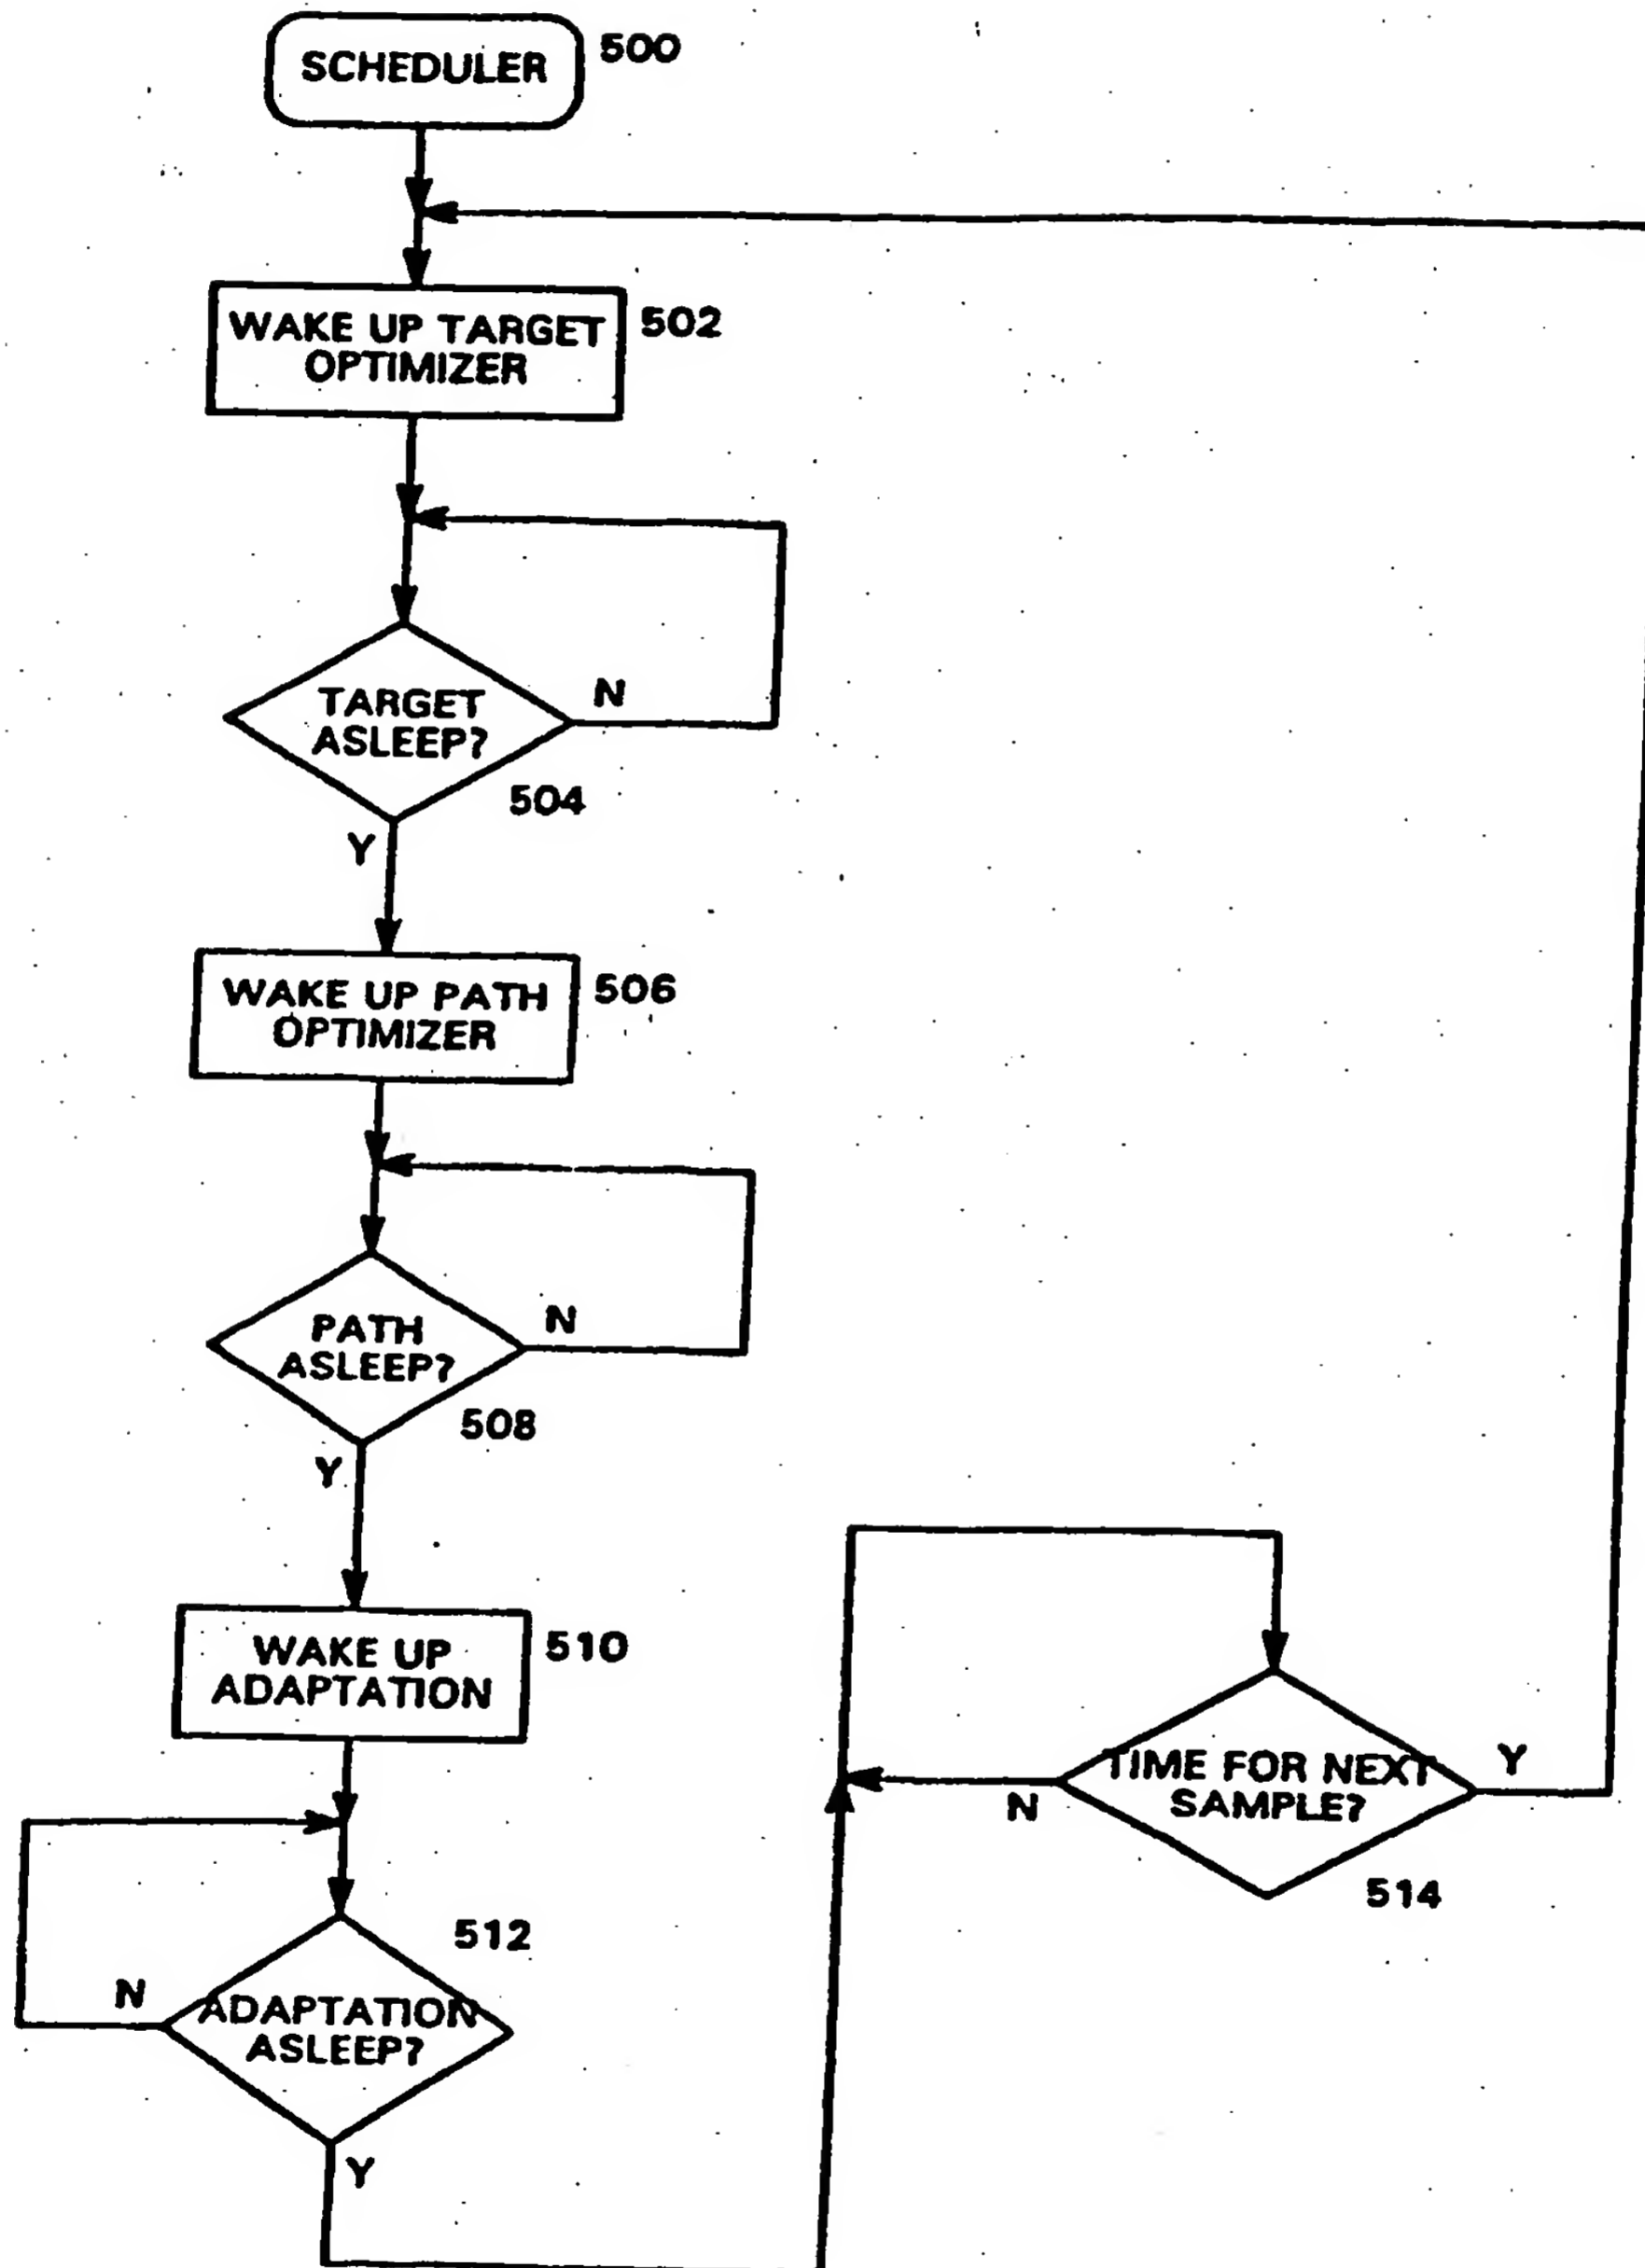 SCHEDULER
500
WAKE UP TARGET
OPTIMIZER
502
TARGET
ASLEEP?
N
504
Y
WAKE UP PATH
OPTIMIZER
506
PATH
ASLEEP?
N
508
Y
WAKE UP
ADAPTATION
510
TIME FOR NEXT
SAMPLE?
Y
N
514
512
N
ADAPTATION
ASLEEP?
Y